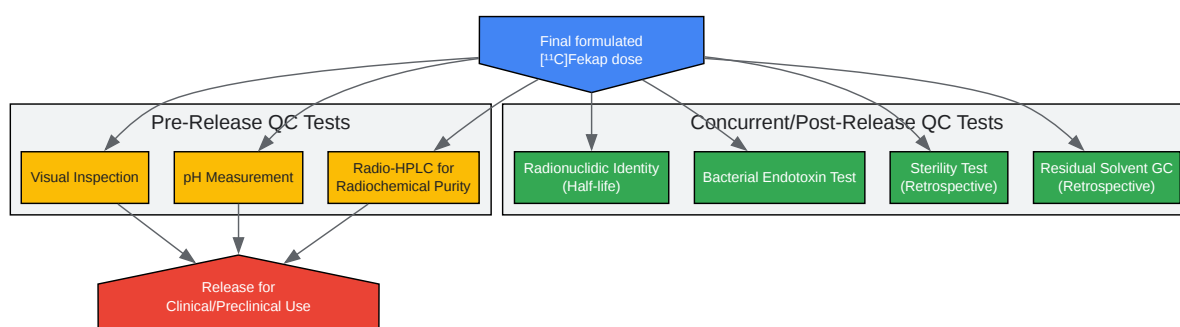 Final formulated
[¹¹C]Fekap dose
Pre-Release QC Tests
Concurrent/Post-Release QC Tests
Visual Inspection
pH Measurement
Radio-HPLC for
Radiochemical Purity
Radionuclidic Identity
(Half-life)
Bacterial Endotoxin Test
Sterility Test
(Retrospective)
Residual Solvent GC
(Retrospective)
Release for
Clinical/Preclinical Use